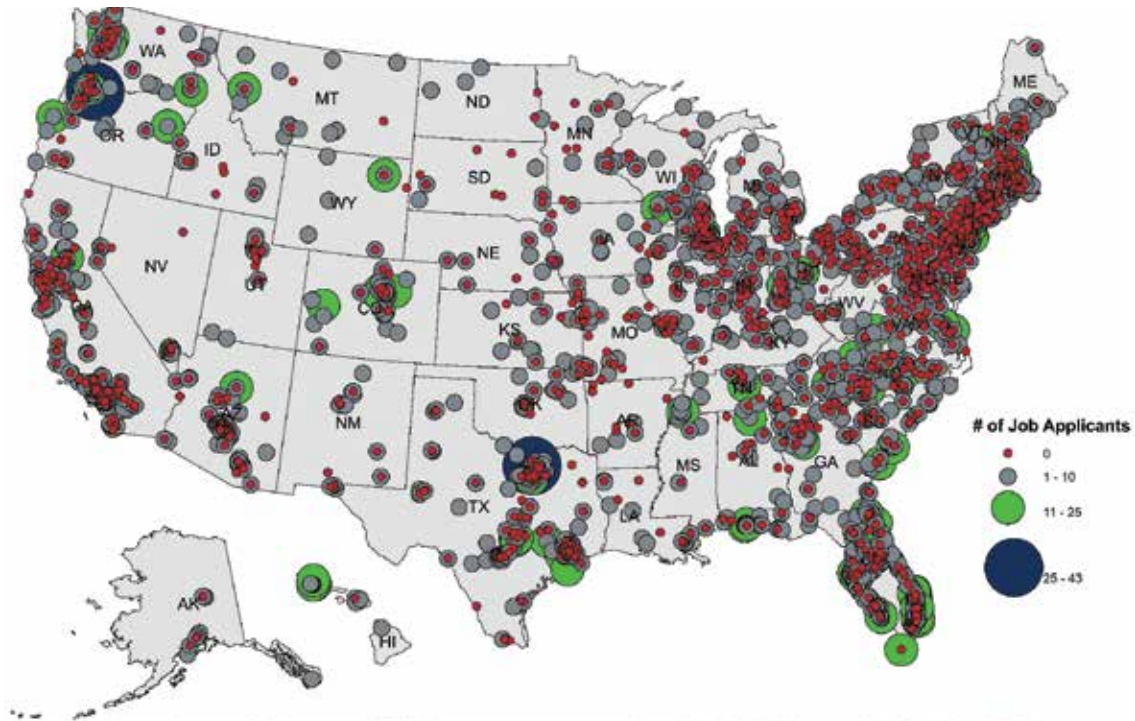 WA
ME
MT
ND
VT
OR
MN
NH
ID
WI
SD
MI
WY
IA
NE
NV
UT
CO
WV
KS
MO
KY
TN
OK
AZ
NM
AR
# of Job Applicants
0
MS
AL
GA
1 - 10
TX
LA
11 - 25
25 - 43
AK
HI